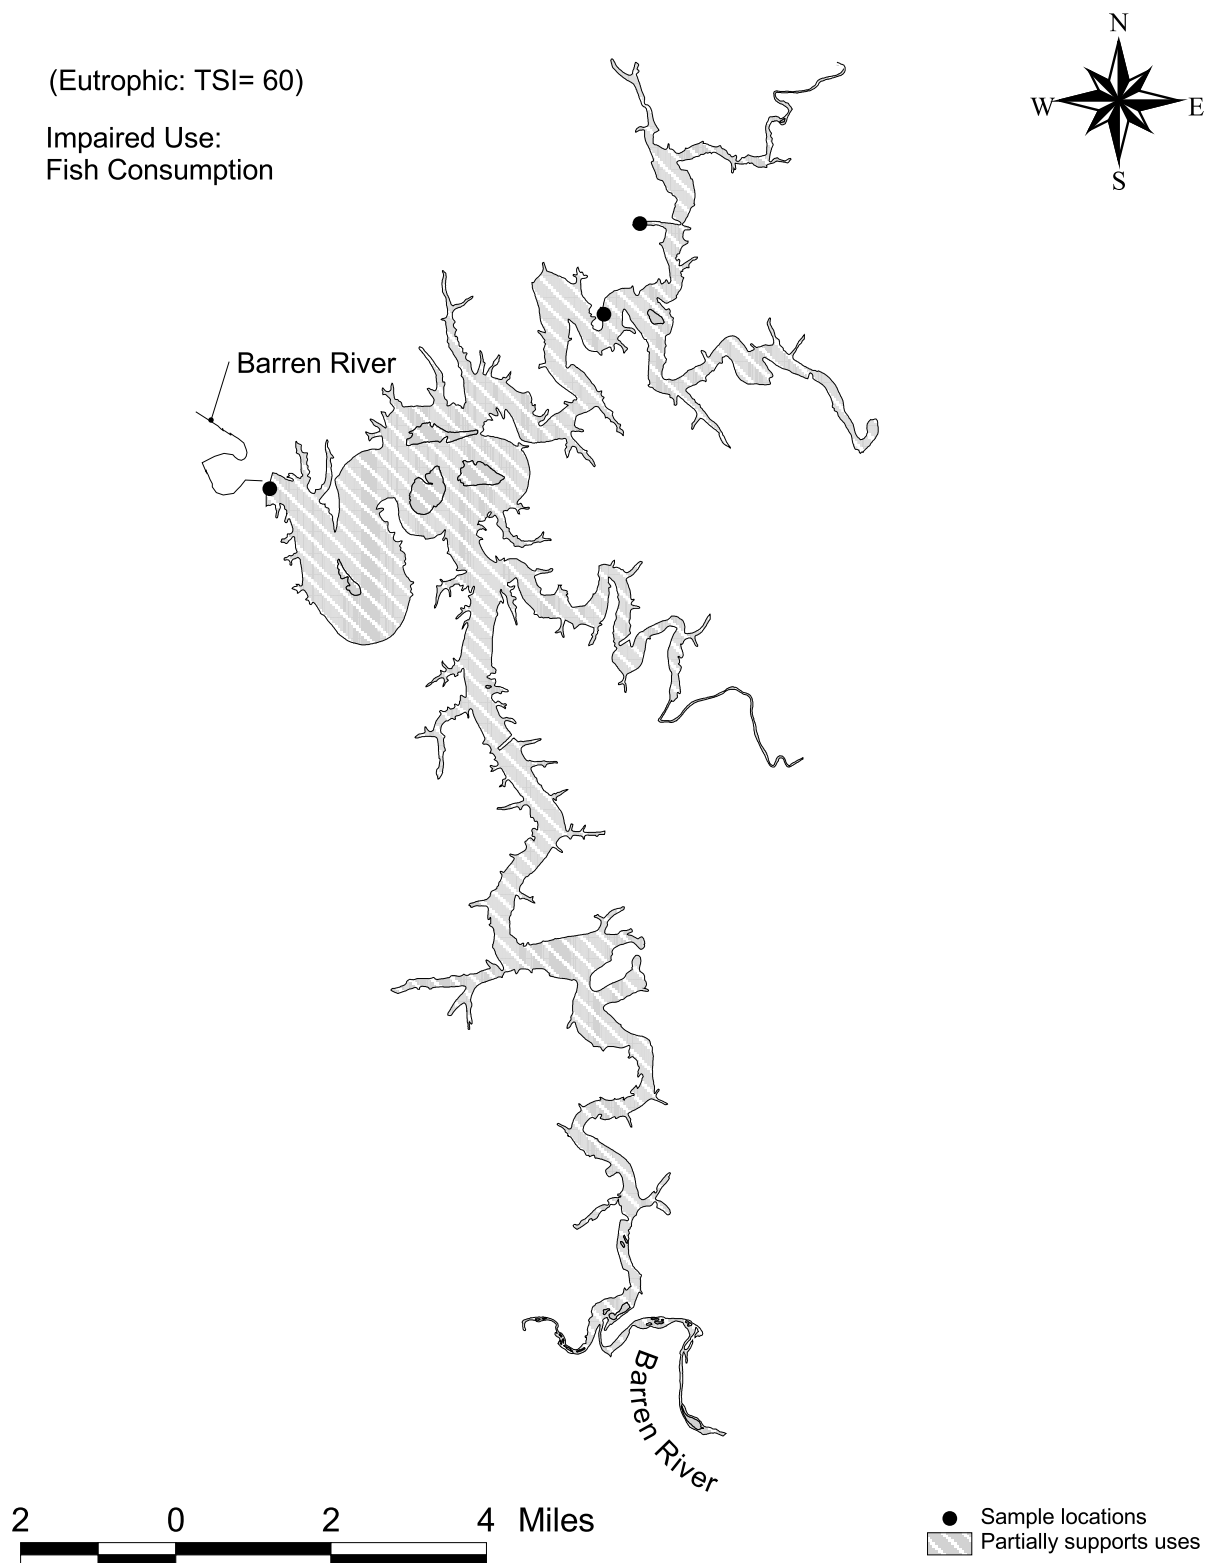 N
(Eutrophic: TSI= 60)
W
E
Impaired Use:
Fish Consumption
S
Barren River
Barren River
2 0 2 4 Miles
Sample locations
Partially supports uses